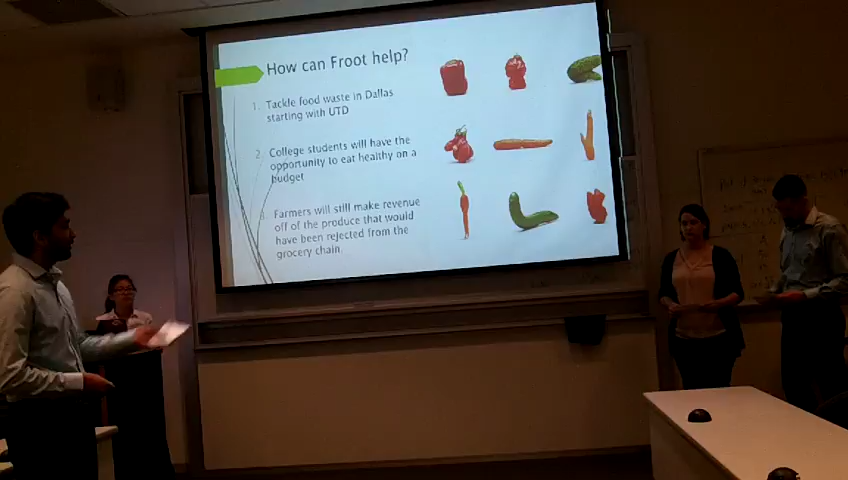 How can Froot help?
1. Tackle food waste in Dallas
starting with UTD
2. College students will have the
opportunity to eat healthy on a
budget
3. Farmers will still make revenue
off of the produce that would
have been rejected from the
grocery chain.